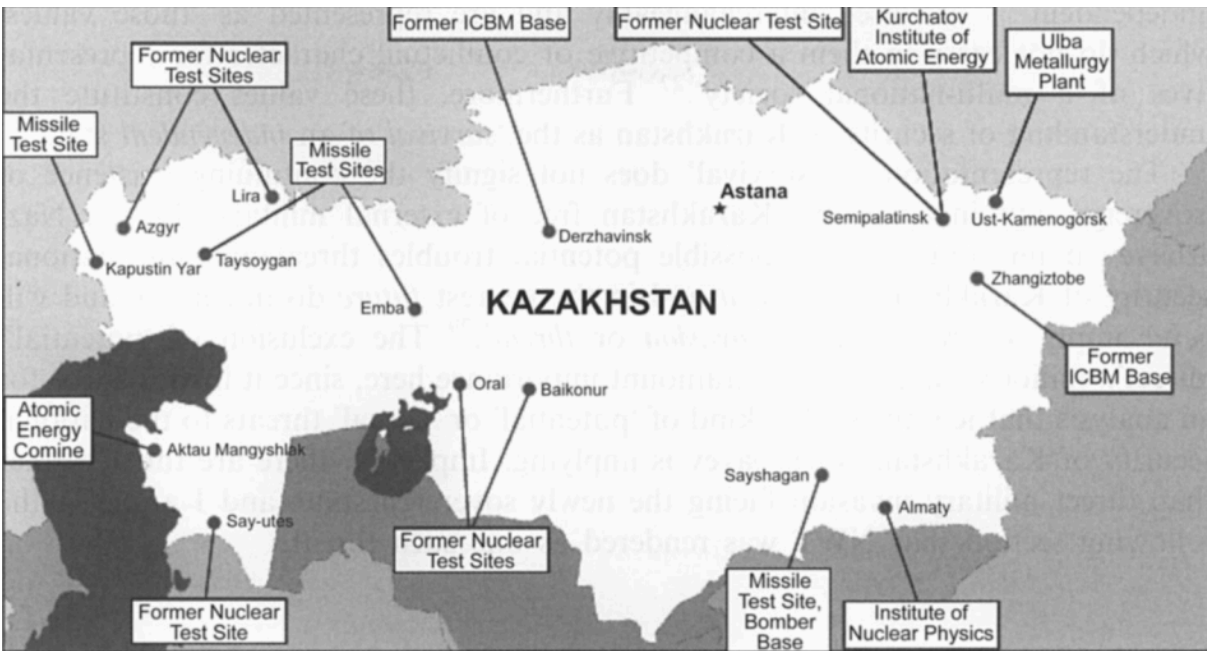 Former ICBM Base
Former Nuclear Test Site
Kurchatov
Institute of
Atomic Energy
Ulba
Metallurgy
Plant
Former Nuclear
Test Sites
Missile
Test Site
Missile
Test Sites
Lira
Azgyr
Kapustin Yar
Taysoygan
Emba
Derzhavinsk
Astana
Semipalatinsk
Ust-Kamenogorsk
Zhangiztobe
KAZAKHSTAN
Former
ICBM Base
Oral
Baikonur
Atomic
Energy
Comine
Aktau Mangyshlak
Say-utes
Sayshagan
Almaty
Former Nuclear
Test Sites
Former Nuclear
Test Site
Missile
Test Site,
Bomber
Base
Institute of
Nuclear Physics